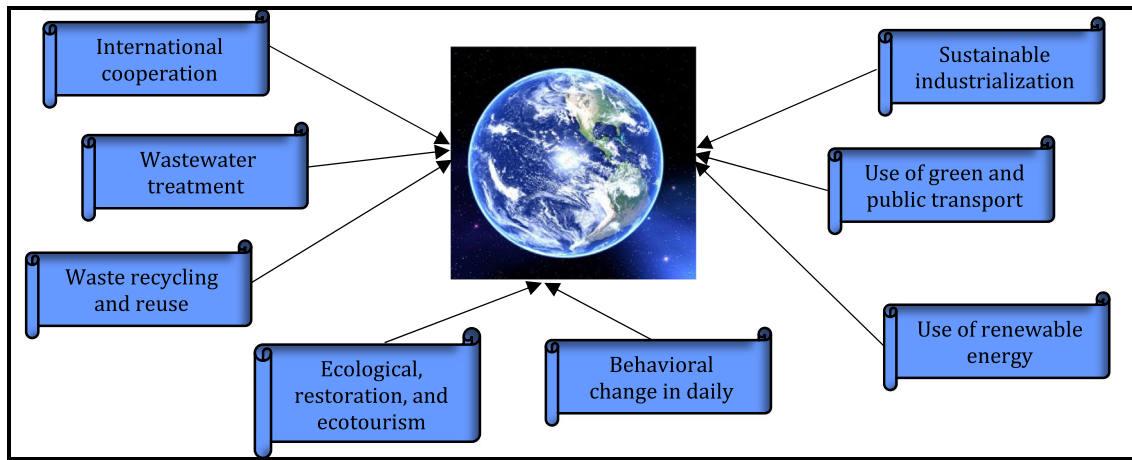 International
cooperation
Wastewater
treatment
Waste recycling
and reuse
Ecological,
restoration, and
ecotourism
Behavioral
change in daily
Sustainable
industrialization
Use of green and
public transport
Use of renewable
energy